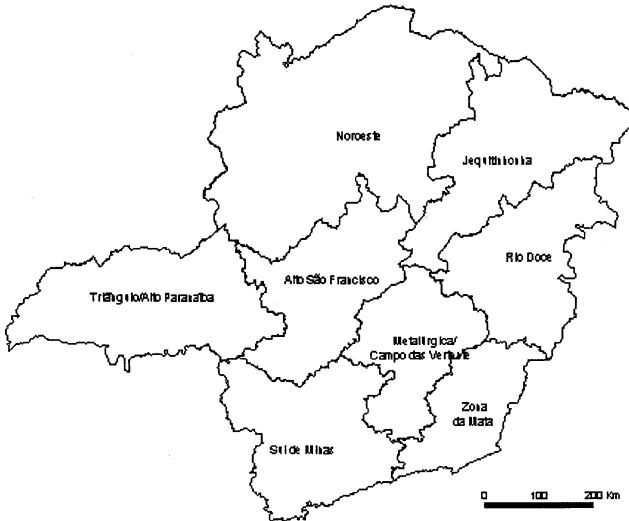 Noroeste
Jequitinhonha
Rio Doce
Alto São Francisco
Triângulo/Alto Paranaíba
Metalúrgica/
Campo das Vertente
Zona
da Mata
Sul de Minas
0 100 200 Km